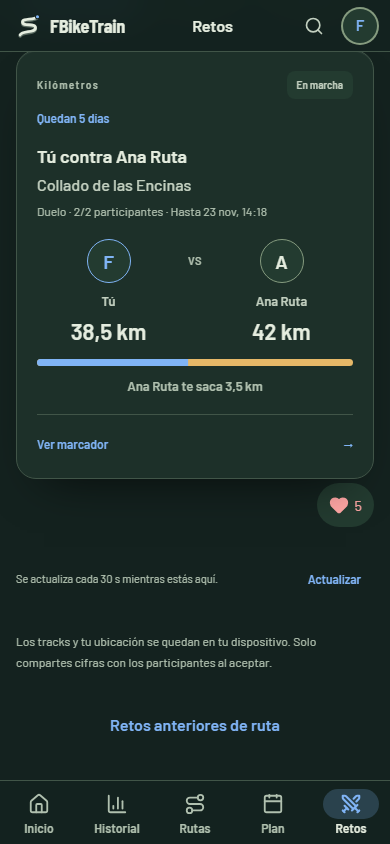 FBikeTrain
Retos
F
Kilómetros
En marcha
Quedan 5 días
Tú contra Ana Ruta
Collado de las Encinas
Duelo · 2/2 participantes · Hasta 23 nov, 14:18
F
VS
A
Tú
Ana Ruta
38,5 km
42 km
Ana Ruta te saca 3,5 km
Ver marcador
→
5
Se actualiza cada 30 s mientras estás aquí.
Actualizar
Los tracks y tu ubicación se quedan en tu dispositivo. Solo
compartes cifras con los participantes al aceptar.
Retos anteriores de ruta
Inicio
Historial
Rutas
Plan
Retos